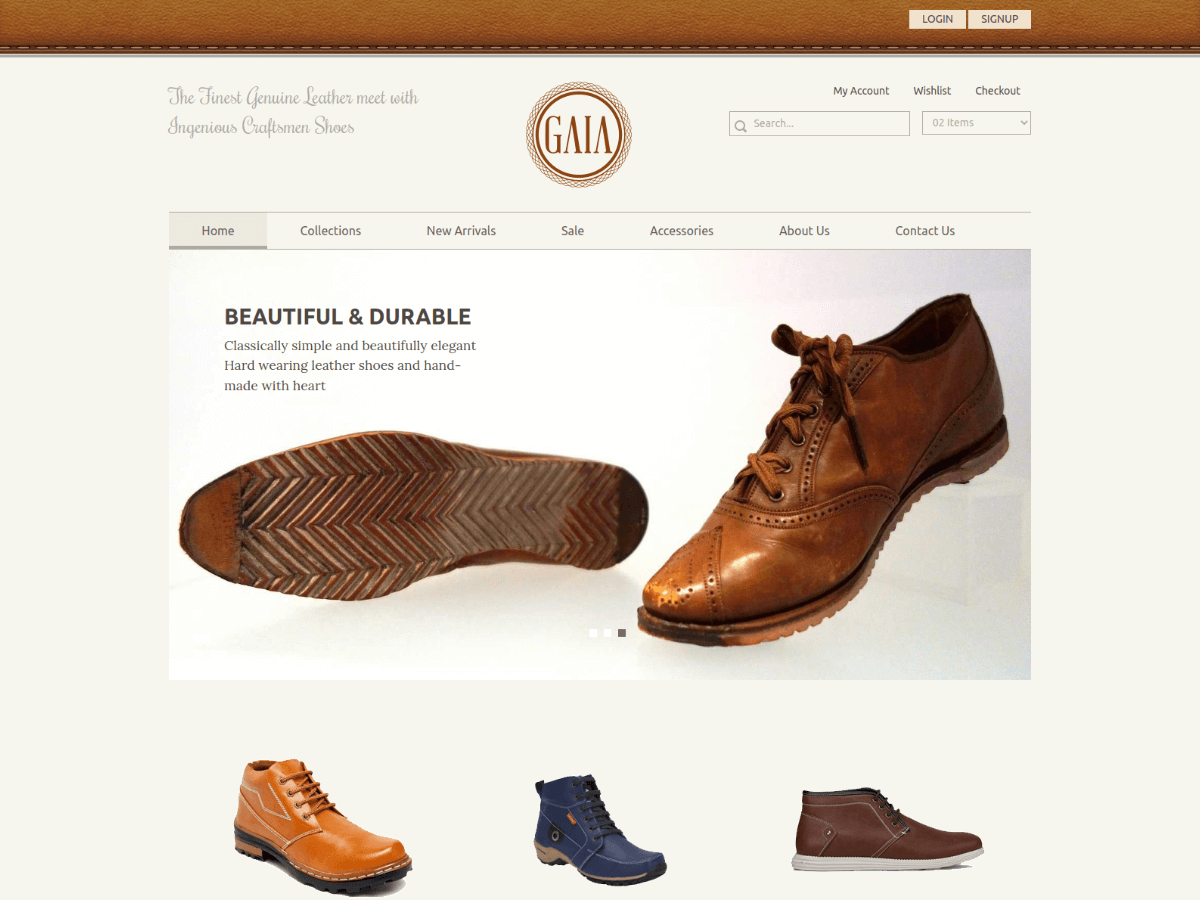 LOGIN SIGNUP
The Finest Genuine Leather meet with
Ingenious Craftsmen Shoes
GAIA
My Account Wishlist Checkout
Search...
02 Items
Home Collections New Arrivals Sale Accessories About Us Contact Us
BEAUTIFUL & DURABLE
Classically simple and beautifully elegant
Hard wearing leather shoes and hand-
made with heart